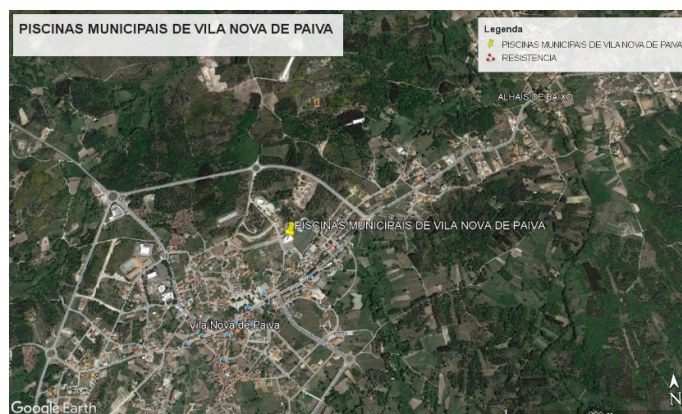 PISCINAS MUNICIPAIS DE VILA NOVA DE PAIVA
Legenda
PISCINAS MUNICIPAIS DE VILA NOVA DE PAIVA
RESISTENCIA
ALHAIS DE BAIXO
PISCINAS MUNICIPAIS DE VILA NOVA DE PAIVA
Vila Nova de Paiva
Google Earth
N